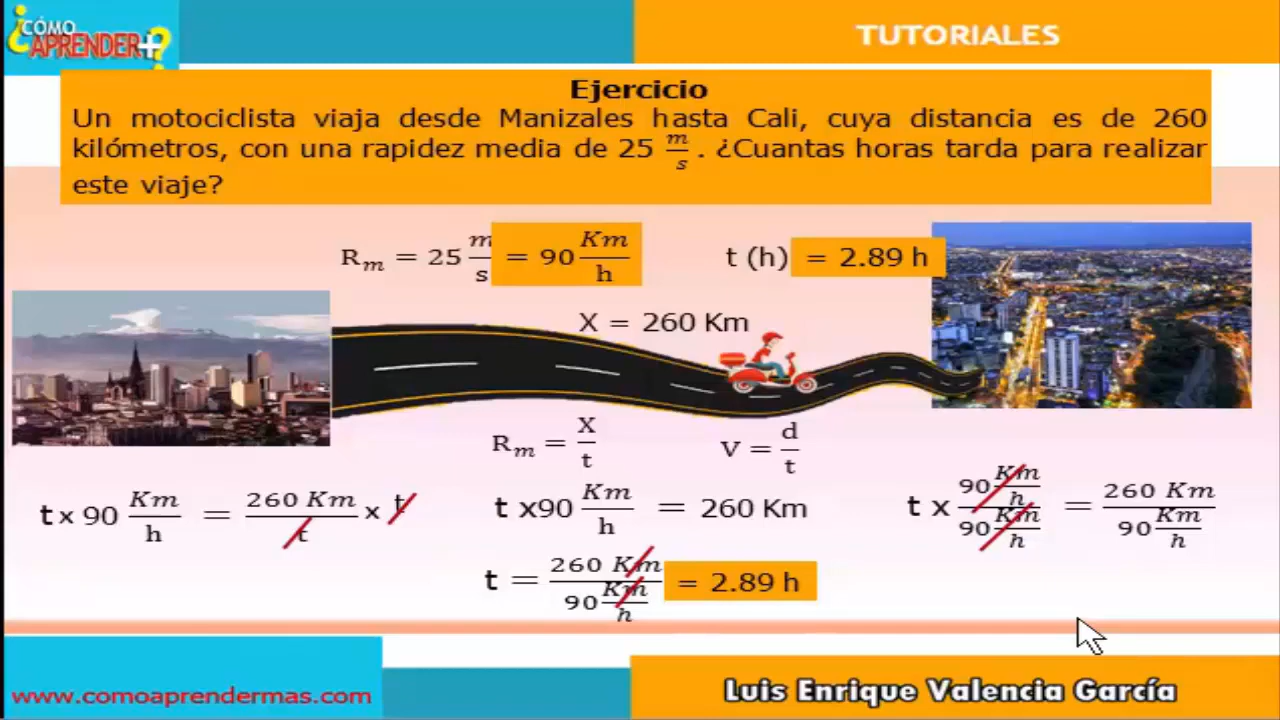 ¿CÓMO
APRENDER+?
TUTORIALES
Ejercicio
Un motociclista viaja desde Manizales hasta Cali, cuya distancia es de 260
kilómetros, con una rapidez media de 25 m/s. ¿Cuantas horas tarda para realizar
este viaje?
Rₘ = 25 m/s = 90 Km/h
t (h) = 2.89 h
X = 260 Km
Rₘ = X/t
V = d/t
t x 90 Km/h = 260 Km/t x t
t x90 Km/h = 260 Km
t x 90 Km/h / 90 Km/h = 260 Km / 90 Km/h
t = 260 Km / 90 Km/h = 2.89 h
www.comoaprendermas.com
Luis Enrique Valencia García